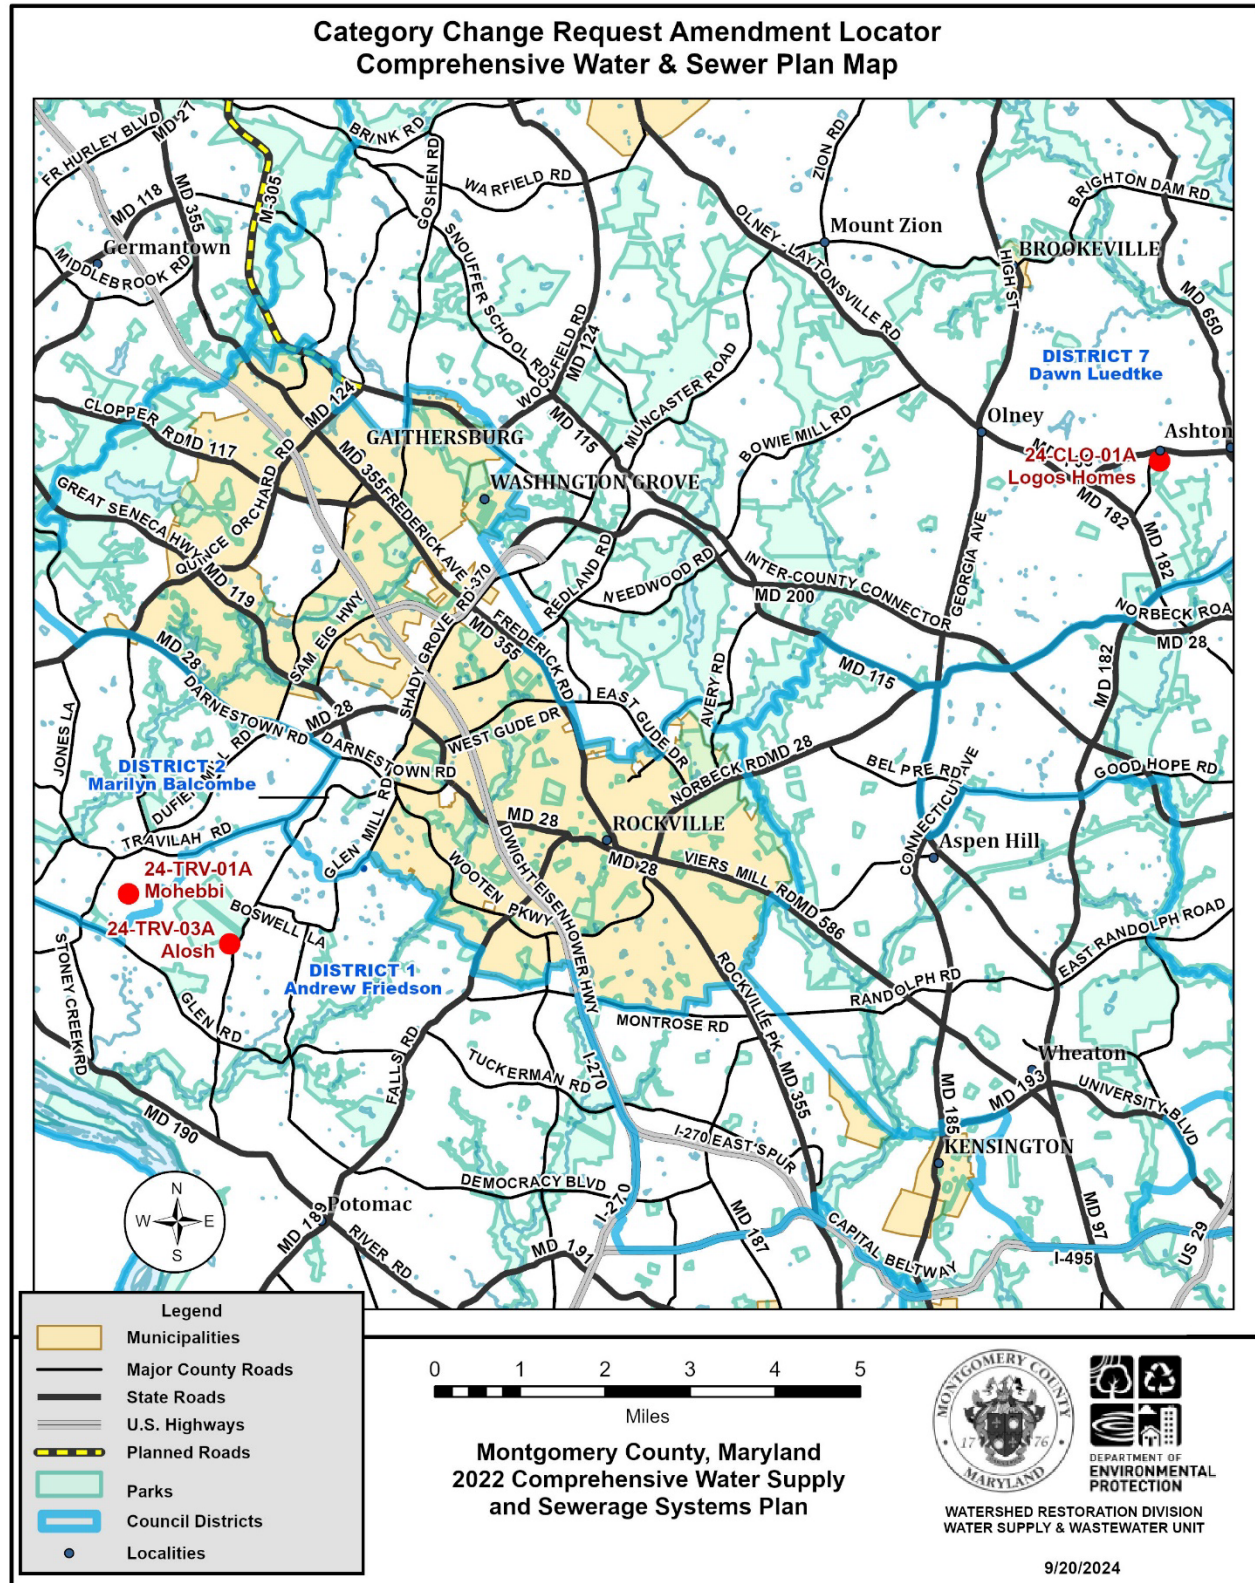 Category Change Request Amendment Locator
Comprehensive Water & Sewer Plan Map
FR HURLEY BLVD
MD 27
BRINK RD
GOSHEN RD
WARFIELD RD
ZION RD
BRIGHTON DAM RD
MD 118
MD 355
M-305
SNOUFFER SCHOOL RD
OLNEY-LAYTONSVILLE RD
Mount Zion
BROOKEVILLE
Germantown
MIDDLEBROOK RD
HIGH ST
MD 650
WOODFIELD RD
MD 124
MUNCASTER ROAD
DISTRICT 7
Dawn Luedtke
CLOPPER RD
MD 117
MD 124
GAITHERSBURG
MD 115
BOWIE MILL RD
Olney
Ashton
24-CLO-01A
Logos Homes
MD 182
QUINCE ORCHARD RD
MD 355
FREDERICK AVE
WASHINGTON GROVE
GREAT SENECA HWY
MD 119
GEORGIA AVE
MD 182
REDLAND RD
NEEDWOOD RD
INTER-COUNTY CONNECTOR
MD 200
NORBECK ROA
MD 28
SAM EIG HWY
SHADY GROVE RD
I-370
MD 355
FREDERICK RD
MD 28
DARNESTOWN RD
MD 115
MD 182
JONES LA
EAST GUDE DR
AVERY RD
MD 28
WEST GUDE DR
DARNESTOWN RD
DISTRICT 2
Marilyn Balcombe
NORBECK RD
MD 28
BEL PRE RD
GOOD HOPE RD
CONNECTICUT AVE
TRAVILAH RD
GLEN MILL RD
MD 28
ROCKVILLE
MD 28
VIERS MILL RD
MD 586
Aspen Hill
24-TRV-01A
Mohebbi
WOOTEN PKWY
DWIGHT EISENHOWER HWY
BOSWELL LA
24-TRV-03A
Alosh
STONEY CREEK RD
DISTRICT 1
Andrew Friedson
EAST RANDOLPH ROAD
RANDOLPH RD
GLEN RD
MONTROSE RD
ROCKVILLE PK
MD 355
FALLS RD
TUCKERMAN RD
I-270
Wheaton
MD 193
UNIVERSITY BLVD
MD 190
I-270 EAST SPUR
MD 185
KENSINGTON
DEMOCRACY BLVD
I-270
N
W
E
S
Potomac
MD 189
RIVER RD
MD 191
MD 187
CAPITAL BELTWAY
MD 97
I-495
US 29
Legend
Municipalities
Major County Roads
State Roads
U.S. Highways
Planned Roads
Parks
Council Districts
Localities
0 1 2 3 4 5
Miles
Montgomery County, Maryland
2022 Comprehensive Water Supply
and Sewerage Systems Plan
MONTGOMERY COUNTY
17 76
MARYLAND
DEPARTMENT OF
ENVIRONMENTAL
PROTECTION
WATERSHED RESTORATION DIVISION
WATER SUPPLY & WASTEWATER UNIT
9/20/2024